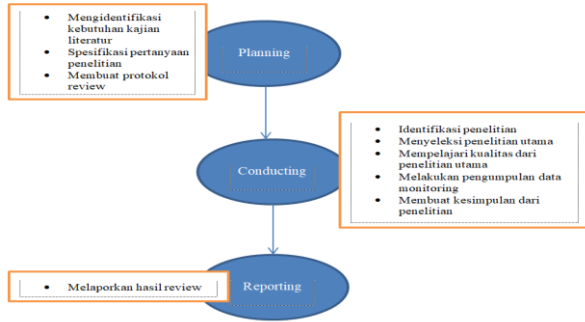 • Mengidentifikasi
kebutuhan kajian
literatur
• Spesifikasi pertanyaan
penelitian
• Membuat protokol
review
Planning
Conducting
• Identifikasi penelitian
• Menyeleksi penelitian utama
• Mempelajari kualitas dari
penelitian utama
• Melakukan pengumpulan data
monitoring
• Membuat kesimpulan dari
penelitian
• Melaporkan hasil review
Reporting